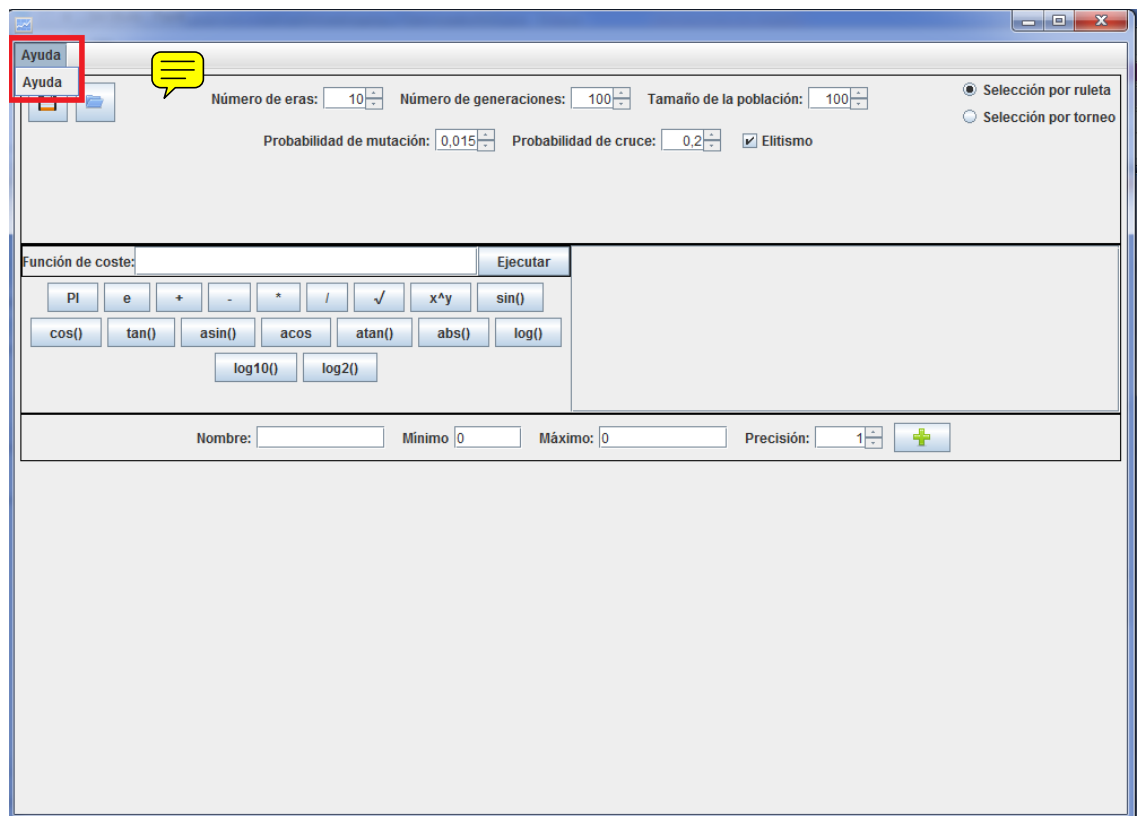 Ayuda
Ayuda
Número de eras: 10 Número de generaciones: 100 Tamaño de la población: 100
Selección por ruleta
Selección por torneo
Probabilidad de mutación: 0,015 Probabilidad de cruce: 0,2 Elitismo
Función de coste: Ejecutar
PI e + - * / √ x^y sin()
cos() tan() asin() acos atan() abs() log()
log10() log2()
Nombre: Mínimo 0 Máximo: 0 Precisión: 1